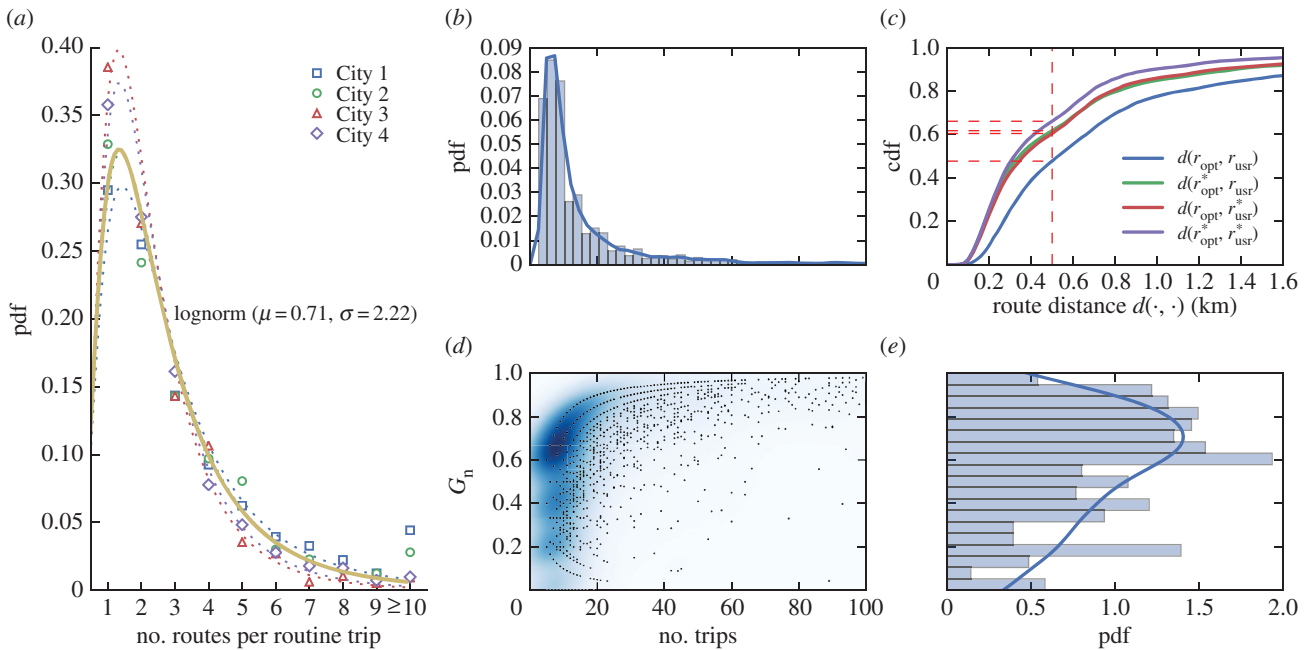 (a)
0.40
0.35
0.30
0.25
0.20
0.15
0.10
0.05
0
pdf
City 1
City 2
City 3
City 4
lognorm (μ = 0.71, σ = 2.22)
1 2 3 4 5 6 7 8 9 ≥10
no. routes per routine trip
(b)
0.09
0.08
0.07
0.06
0.05
0.04
0.03
0.02
0.01
0
pdf
20 40 60 80 100
(c)
1.0
0.8
0.6
0.4
0.2
cdf
d(r_opt, r_usr)
d(r*_opt, r_usr)
d(r_opt, r*_usr)
d(r*_opt, r*_usr)
0 0.2 0.4 0.6 0.8 1.0 1.2 1.4 1.6
route distance d(·, ·) (km)
(d)
1.0
0.8
0.6
0.4
0.2
G_n
0 20 40 60 80 100
no. trips
(e)
0 0.5 1.0 1.5 2.0
pdf